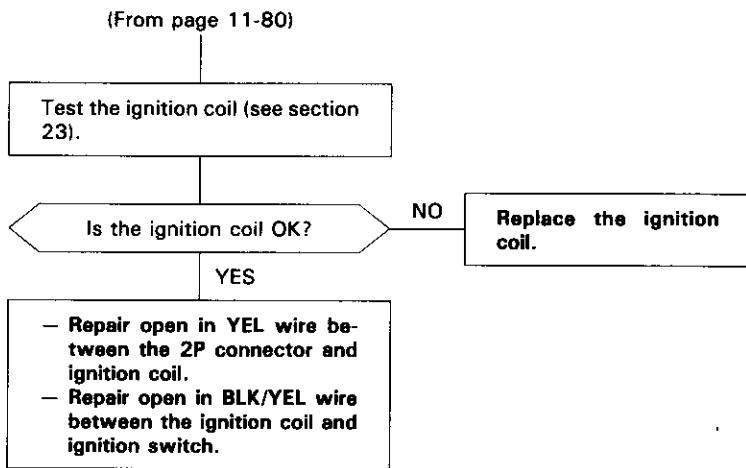 (From page 11-80)
Test the ignition coil (see section
23).
Is the ignition coil OK?
NO
Replace the ignition
coil.
YES
— Repair open in YEL wire be-
tween the 2P connector and
ignition coil.
— Repair open in BLK/YEL wire
between the ignition coil and
ignition switch.